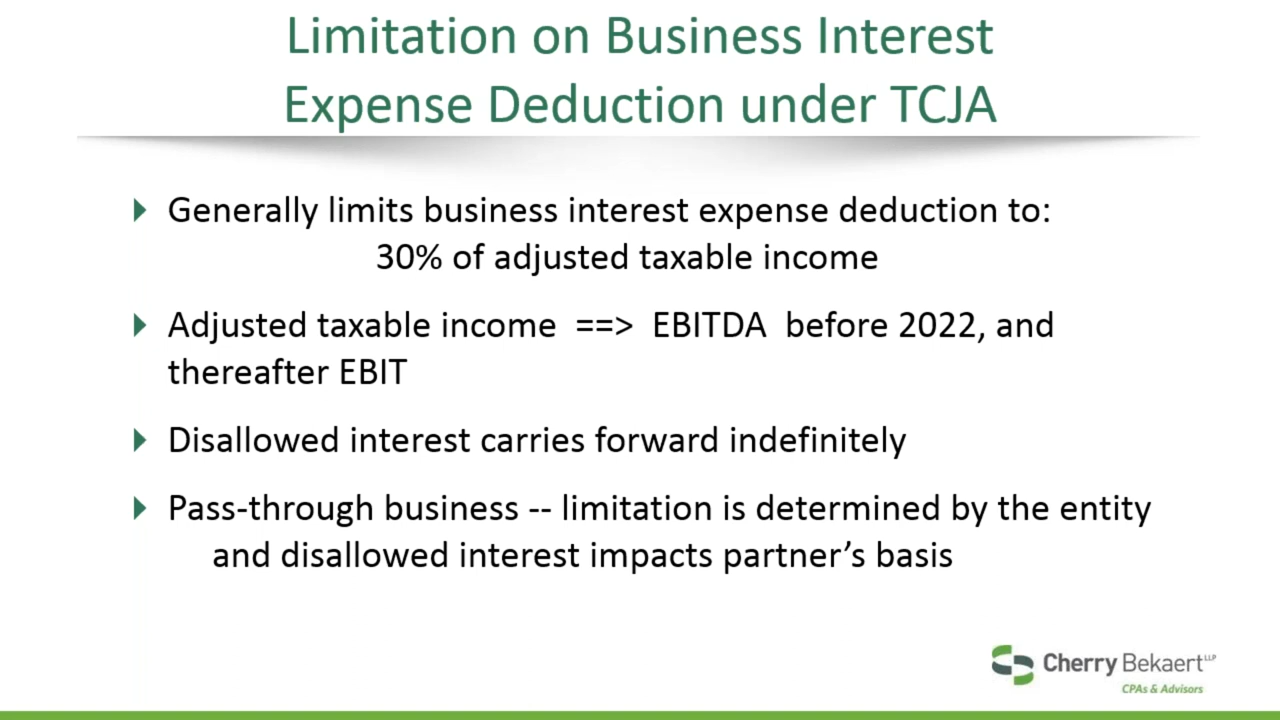 Limitation on Business Interest
Expense Deduction under TCJA
Generally limits business interest expense deduction to:
30% of adjusted taxable income
Adjusted taxable income ==> EBITDA before 2022, and
thereafter EBIT
Disallowed interest carries forward indefinitely
Pass-through business -- limitation is determined by the entity
and disallowed interest impacts partner’s basis
Cherry Bekaert LLP
CPAs & Advisors